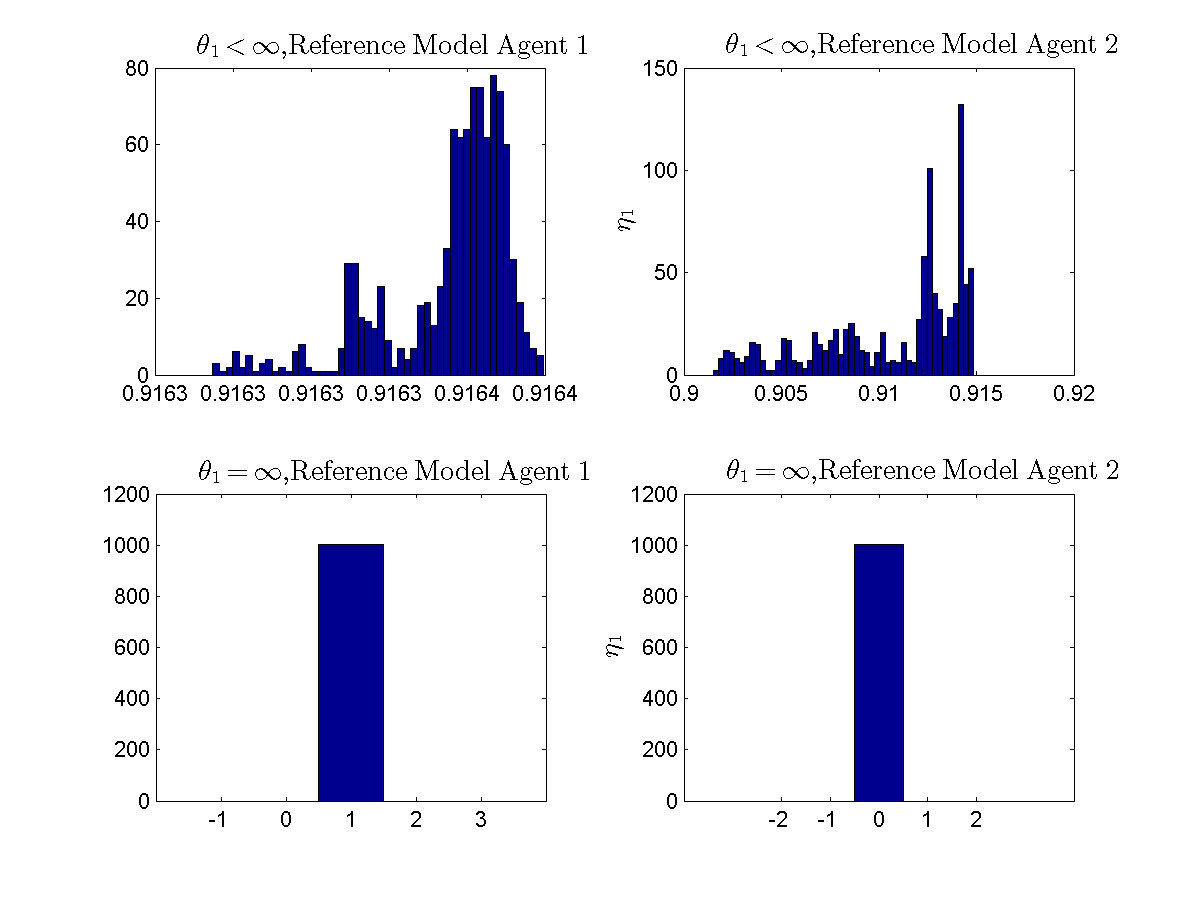 θ₁ < ∞,Reference Model Agent 1
80
60
40
20
0
0.9163 0.9163 0.9163 0.9163 0.9164 0.9164
θ₁ < ∞,Reference Model Agent 2
η₁
150
100
50
0
0.9 0.905 0.91 0.915 0.92
θ₁ = ∞,Reference Model Agent 1
1200
1000
800
600
400
200
0
-1 0 1 2 3
θ₁ = ∞,Reference Model Agent 2
η₁
1200
1000
800
600
400
200
0
-2 -1 0 1 2